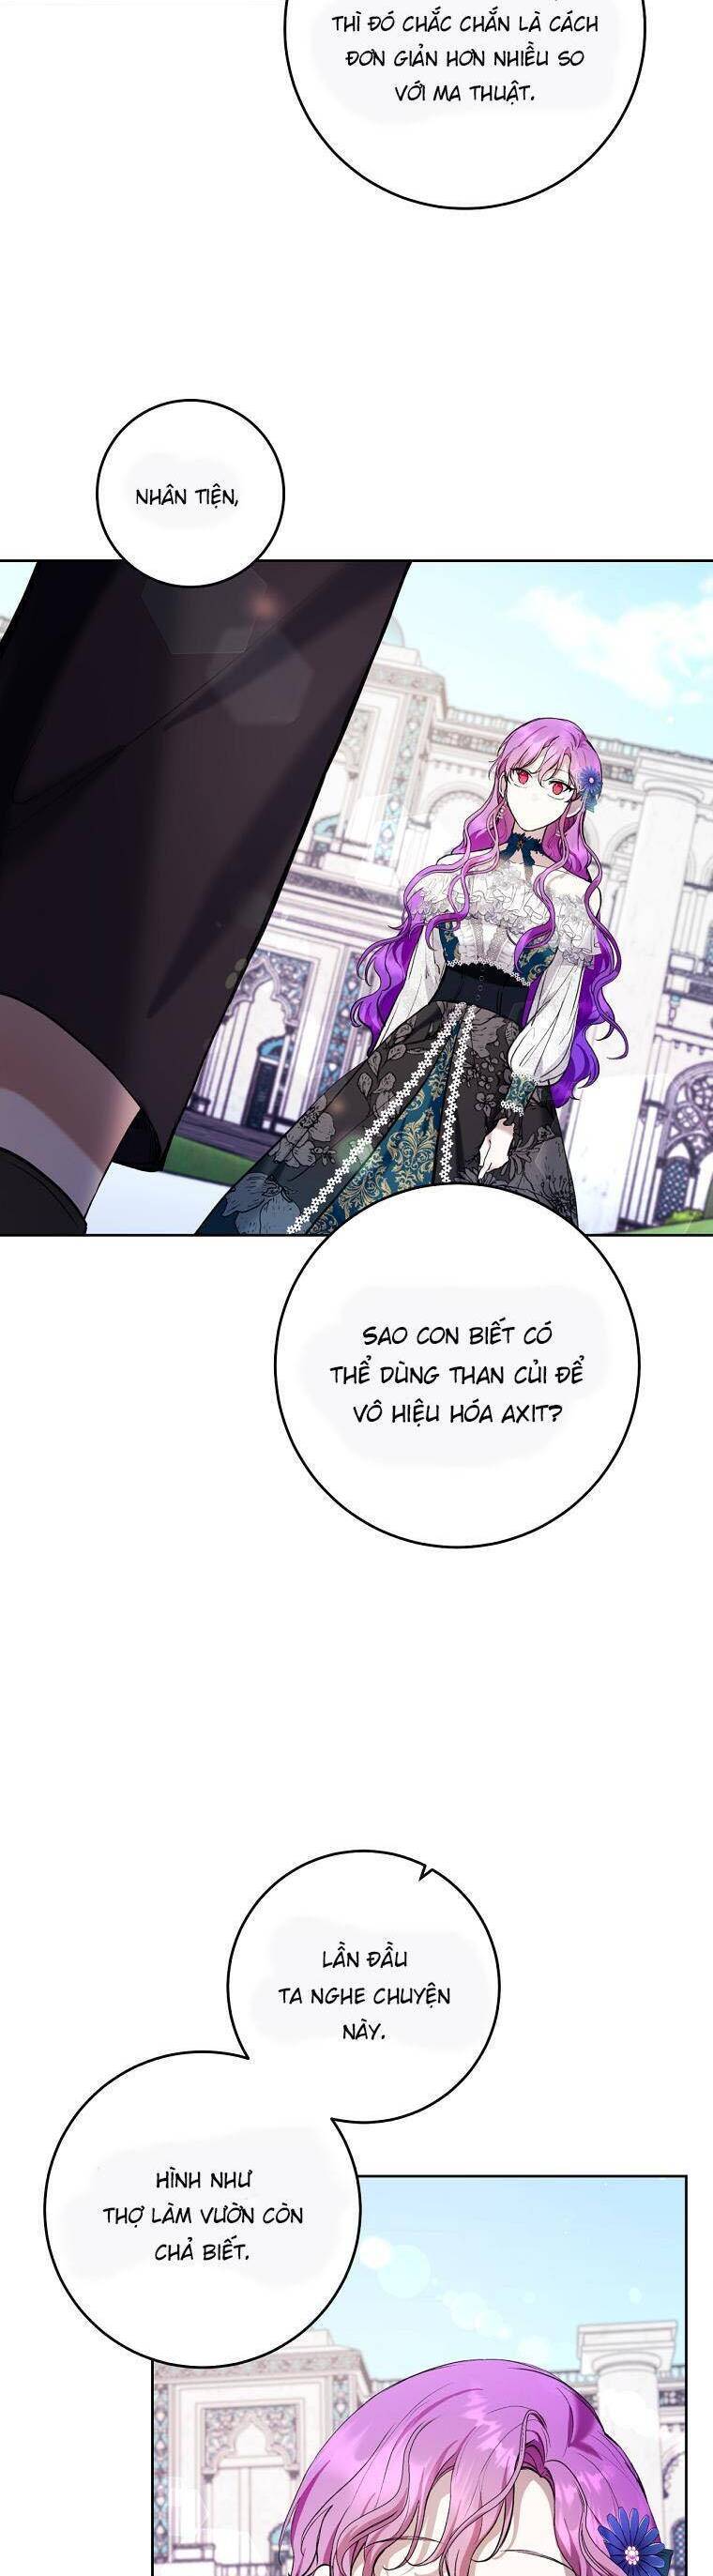 THÌ ĐÓ CHẮC CHẮN LÀ CÁCH
ĐƠN GIẢN HƠN NHIỀU SO
VỚI MA THUẬT.
NHÂN TIỆN,
SAO CON BIẾT CÓ
THỂ DÙNG THAN CỦI ĐỂ
VÔ HIỆU HÓA AXIT?
LẦN ĐẦU
TA NGHE CHUYỆN
NÀY.
HÌNH NHƯ
THỢ LÀM VƯỜN CÒN
CHẢ BIẾT.